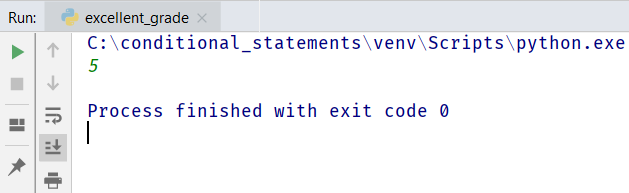 Run: excellent_grade
C:\conditional_statements\venv\Scripts\python.exe
5
Process finished with exit code 0